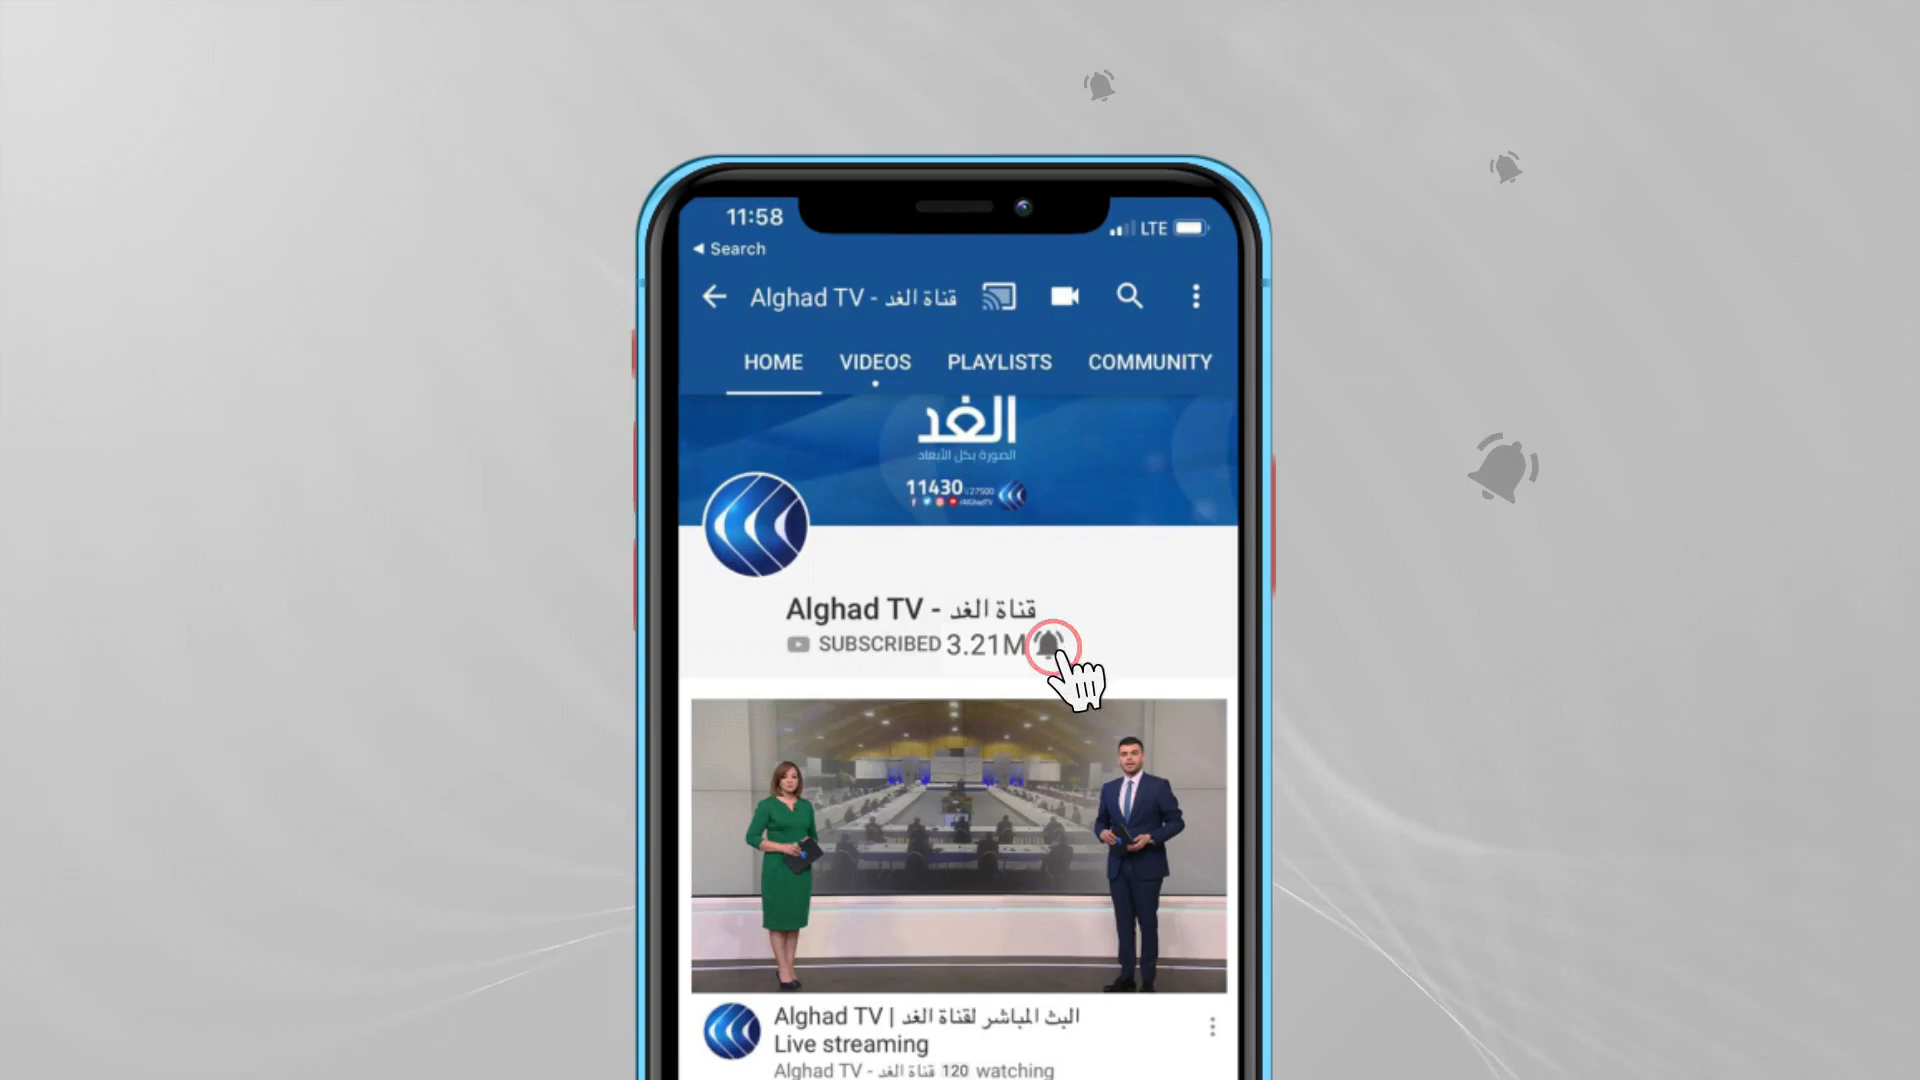 11:58
LTE
◀ Search
Alghad TV - قناة الغد
HOME VIDEOS PLAYLISTS COMMUNITY
الغد
الصورة بكل الأبعاد
11430 27500
Alghad TV - قناة الغد
SUBSCRIBED 3.21M
Alghad TV | البث المباشر لقناة الغد
Live streaming
Alghad TV - قناة الغد 120 watching